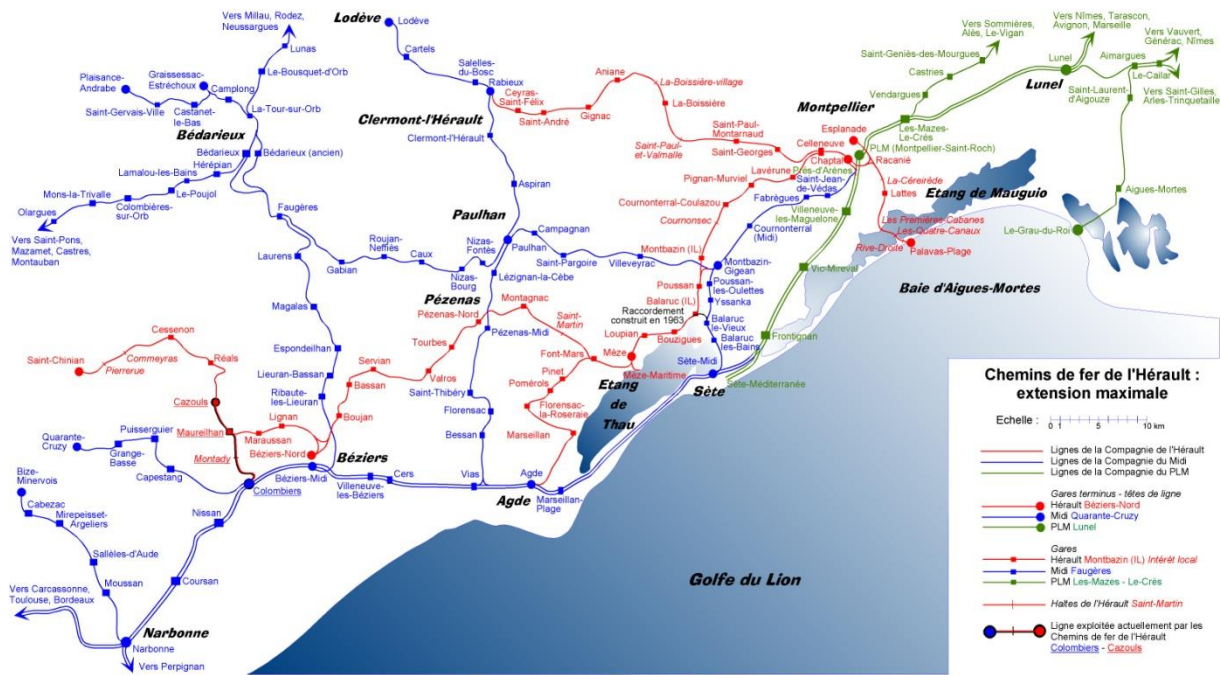 Vers Millau, Rodez,
Neussargues
Lunas
Le-Bousquet-d'Orb
Graissessac-
Estréchoux
Plaisance-
Andrabe
Camplong
Saint-Gervais-Ville
Castanet-
le-Bas
La-Tour-sur-Orb
Bédarieux
Bédarieux
Bédarieux (ancien)
Hérépian
Lamalou-les-Bains
Le-Poujol
Mons-la-Trivalle
Colombières-
sur-Orb
Olargues
Vers Saint-Pons,
Mazamet, Castres,
Montauban
Faugères
Laurens
Gabian
Roujan-
Neffiès
Caux
Nizas-
Bourg
Nizas-
Fontès
Magalas
Espondeilhan
Lieuran-Bassan
Ribaute-
les-Lieuran
Lodève
Lodève
Cartels
Salelles-
du-Bosc
Rabieux
Ceyras-
Saint-Félix
Saint-André
Gignac
Aniane
La-Boissière-village
La-Boissière
Saint-Paul-
Montarnaud
Saint-Paul-
et-Valmalle
Saint-Georges
Clermont-l'Hérault
Clermont-l'Hérault
Aspiran
Paulhan
Paulhan
Campagnan
Saint-Pargoire
Villeveyrac
Lézignan-la-Cèbe
Pézenas
Pézenas-Nord
Pézenas-Midi
Montagnac
Saint-
Martin
Tourbes
Valros
Servian
Bassan
Boujan
Saint-Thibéry
Florensac
Bessan
Vias
Font-Mars
Pinet
Pomérols
Florensac-
la-Roseraie
Marseillan
Agde
Agde
Marseillan-
Plage
Montpellier
Esplanade
Celleneuve
Chaptal
PLM (Montpellier-Saint-Roch)
Racanié
Près-d'Arènes
Lavérune
Saint-Jean-
de-Védas
Pignan-Murviel
Fabrègues
Cournonterral-Coulazou
Cournonsec
Cournonterral
(Midi)
Villeneuve-
les-Maguelone
Montbazin (IL)
Montbazin-
Gigean
Poussan
Poussan-
les-Oulettes
Yssanka
Balaruc (IL)
Raccordement
construit en 1963
Balaruc
le-Vieux
Balaruc
les-Bains
Loupian
Bouzigues
Mèze
Mèze-Maritime
Sète-Midi
Sète
Sète-Méditerranée
Frontignan
Vic-Mireval
Etang
de
Thau
La-Céreirède
Lattes
Les Premières-Cabanes
Les-Quatre-Canaux
Rive-Droite
Palavas-Plage
Etang de Mauguio
Baie d'Aigues-Mortes
Vers Sommières,
Alès, Le-Vigan
Saint-Geniès-des-Mourgues
Castries
Vendargues
Les-Mazes-
Le-Crés
Vers Nîmes, Tarascon,
Avignon, Marseille
Lunel
Lunel
Aimargues
Vers Vauvert,
Générac, Nîmes
Le-Cailar
Saint-Laurent-
d'Aigouze
Vers Saint-Gilles,
Arles-Trinquetaille
Aigues-Mortes
Le-Grau-du-Roi
Saint-Chinian
Cessenon
Commeyras
Pierrerue
Réals
Cazouls
Maureilhan
Lignan
Maraussan
Montady
Béziers-Nord
Béziers
Béziers-Midi
Cers
Villeneuve-
les-Béziers
Colombiers
Quarante-
Cruzy
Puisserguier
Grange-
Basse
Capestang
Bize-
Minervois
Cabezac
Mirepeisset-
Argeliers
Sallèles-d'Aude
Moussan
Nissan
Coursan
Vers Carcassonne,
Toulouse, Bordeaux
Narbonne
Narbonne
Vers Perpignan
Golfe du Lion
Chemins de fer de l'Hérault :
extension maximale
Echelle :
0 1 5 10 km
Lignes de la Compagnie de l'Hérault
Lignes de la Compagnie du Midi
Lignes de la Compagnie du PLM
Gares terminus - têtes de ligne
Hérault Béziers-Nord
Midi Quarante-Cruzy
PLM Lunel
Gares
Hérault Montbazin (IL) Intérêt local
Midi Faugères
PLM Les-Mazes - Le-Crés
Haltes de l'Hérault Saint-Martin
Ligne exploitée actuellement par les
Chemins de fer de l'Hérault
Colombiers - Cazouls